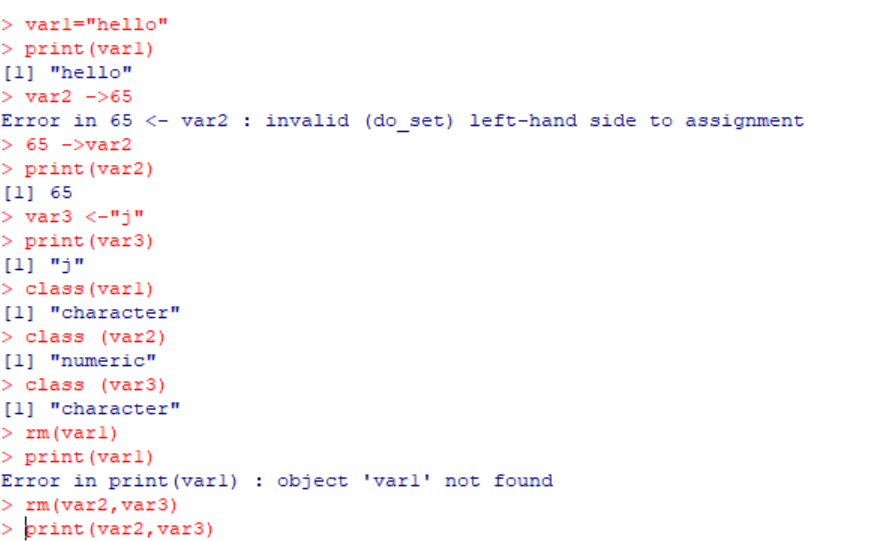 > var1="hello"
> print(var1)
[1] "hello"
> var2 ->65
Error in 65 <- var2 : invalid (do_set) left-hand side to assignment
> 65 ->var2
> print(var2)
[1] 65
> var3 <-"j"
> print(var3)
[1] "j"
> class(var1)
[1] "character"
> class (var2)
[1] "numeric"
> class (var3)
[1] "character"
> rm(var1)
> print(var1)
Error in print(var1) : object 'var1' not found
> rm(var2,var3)
> print(var2,var3)